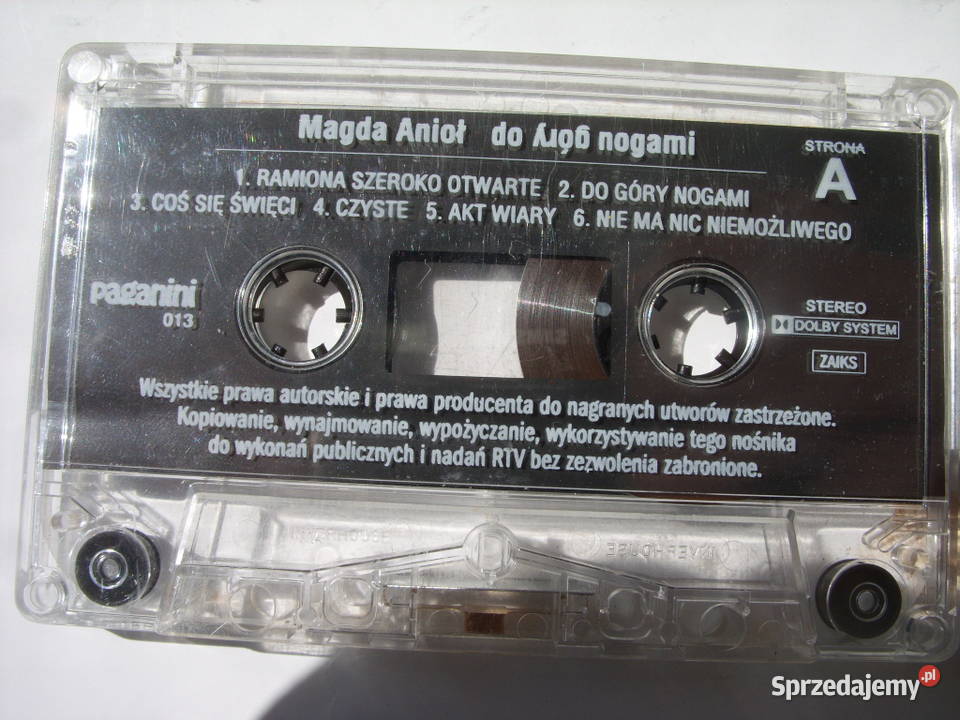 Magda Anioł do góry nogami
STRONA
A
1. RAMIONA SZEROKO OTWARTE 2. DO GÓRY NOGAMI
3. COŚ SIĘ ŚWIĘCI 4. CZYSTE 5. AKT WIARY 6. NIE MA NIC NIEMOŻLIWEGO
paganini
013
STEREO
DOLBY SYSTEM
ZAIKS
Wszystkie prawa autorskie i prawa producenta do nagranych utworów zastrzeżone.
Kopiowanie, wynajmowanie, wypożyczanie, wykorzystywanie tego nośnika
do wykonań publicznych i nadań RTV bez zezwolenia zabronione.
Sprzedajemy.pl